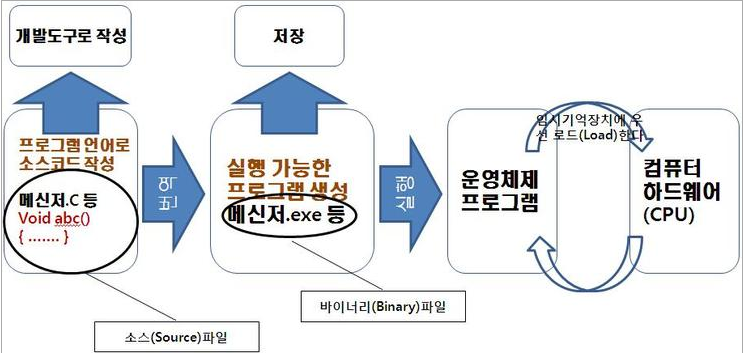 개발도구로 작성
저장
프로그램 언어로
소스코드 작성
메신저.C 등
Void abc()
{ ....... }
번역
실행 가능한
프로그램 생성
메신저.exe 등
실행
운영체제
프로그램
임시기억장치에 우
선 로드(Load)한다
컴퓨터
하드웨어
(CPU)
바이너리(Binary)파일
소스(Source)파일